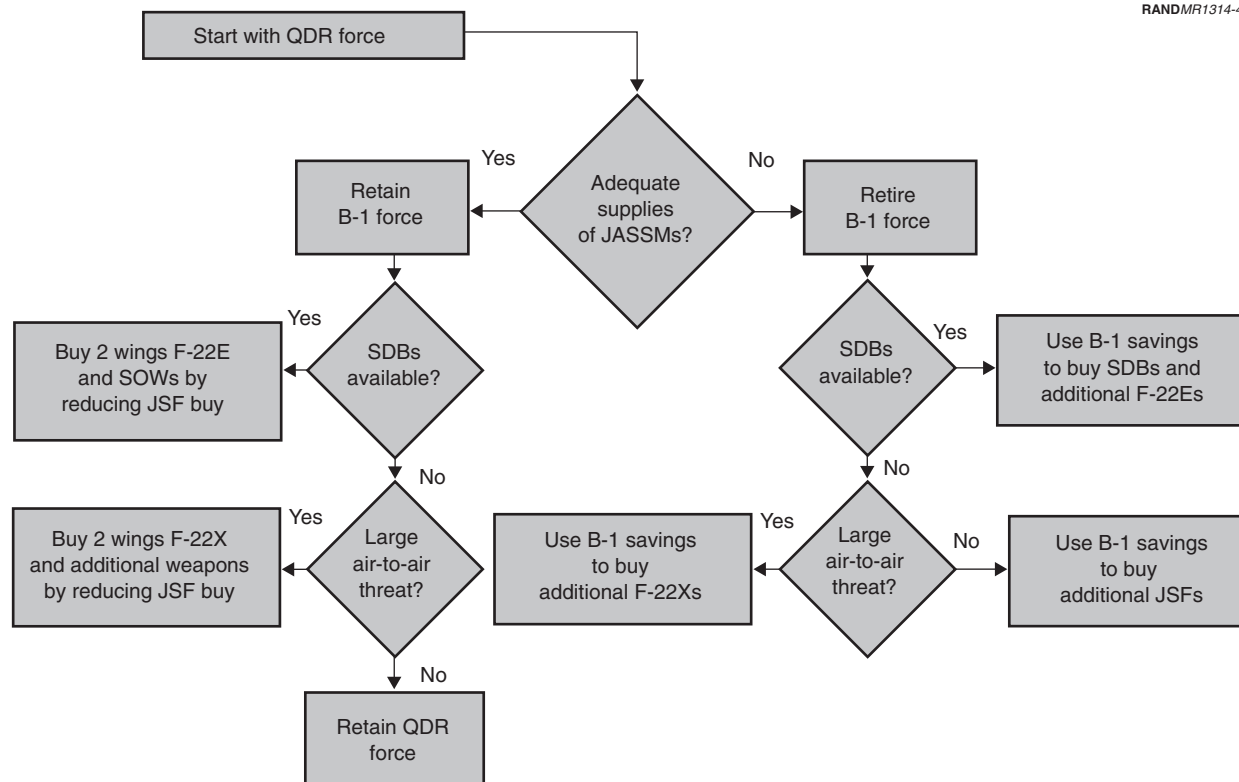 RANDMR1314-4
Start with QDR force
Yes
No
Retain
B-1 force
Adequate
supplies
of JASSMs?
Retire
B-1 force
Yes
Buy 2 wings F-22E
and SOWs by
reducing JSF buy
SDBs
available?
SDBs
available?
Yes
Use B-1 savings
to buy SDBs and
additional F-22Es
No
No
Yes
Buy 2 wings F-22X
and additional weapons
by reducing JSF buy
Large
air-to-air
threat?
Use B-1 savings
to buy
additional F-22Xs
Yes
Large
air-to-air
threat?
No
Use B-1 savings
to buy
additional JSFs
No
Retain QDR
force